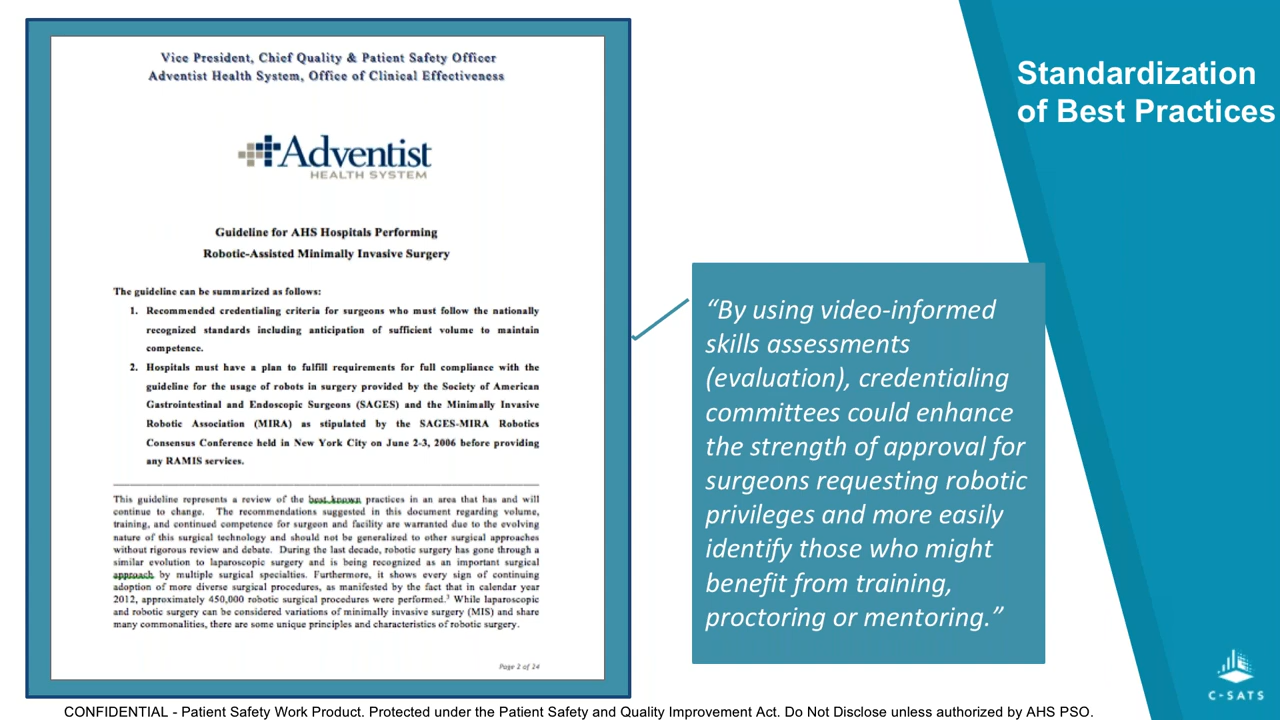 Vice President, Chief Quality & Patient Safety Officer
Adventist Health System, Office of Clinical Effectiveness
Adventist
HEALTH SYSTEM
Guideline for AHS Hospitals Performing
Robotic-Assisted Minimally Invasive Surgery
The guideline can be summarized as follows:
1. Recommended credentialing criteria for surgeons who must follow the nationally
recognized standards including anticipation of sufficient volume to maintain
competence.
2. Hospitals must have a plan to fulfill requirements for full compliance with the
guideline for the usage of robots in surgery provided by the Society of American
Gastrointestinal and Endoscopic Surgeons (SAGES) and the Minimally Invasive
Robotic Association (MIRA) as stipulated by the SAGES-MIRA Robotics
Consensus Conference held in New York City on June 2-3, 2006 before providing
any RAMIS services.
This guideline represents a review of the best known practices in an area that has and will
continue to change. The recommendations suggested in this document regarding volume,
training, and continued competence for surgeon and facility are warranted due to the evolving
nature of this surgical technology and should not be generalized to other surgical approaches
without rigorous review and debate. During the last decade, robotic surgery has gone through a
similar evolution to laparoscopic surgery and is being recognized as an important surgical
approach by multiple surgical specialties. Furthermore, it shows every sign of continuing
adoption of more diverse surgical procedures, as manifested by the fact that in calendar year
2012, approximately 450,000 robotic surgical procedures were performed.³ While laparoscopic
and robotic surgery can be considered variations of minimally invasive surgery (MIS) and share
many commonalities, there are some unique principles and characteristics of robotic surgery.
Page 2 of 24
Standardization
of Best Practices
“By using video-informed
skills assessments
(evaluation), credentialing
committees could enhance
the strength of approval for
surgeons requesting robotic
privileges and more easily
identify those who might
benefit from training,
proctoring or mentoring.”
C-SATS
CONFIDENTIAL - Patient Safety Work Product. Protected under the Patient Safety and Quality Improvement Act. Do Not Disclose unless authorized by AHS PSO.